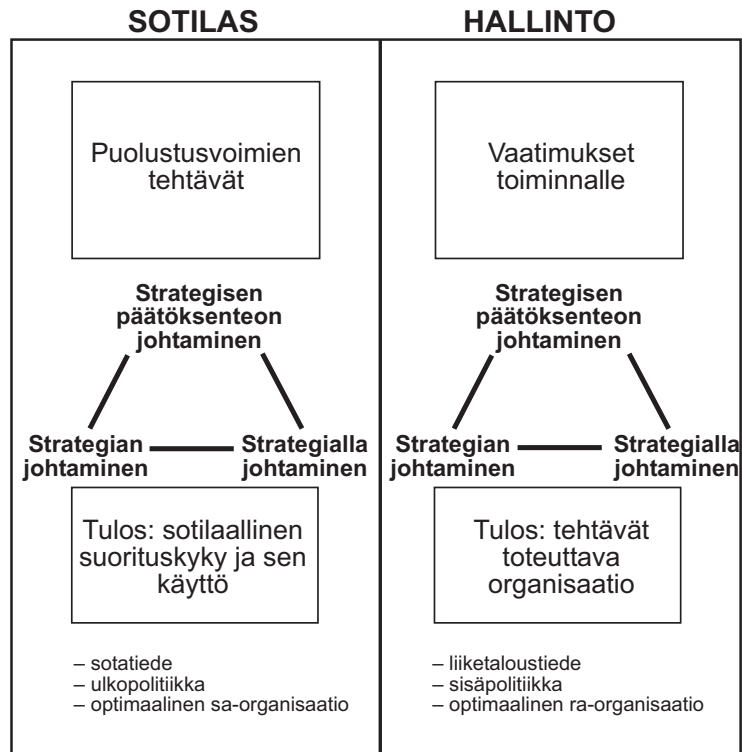 SOTILAS
Puolustusvoimien
tehtävät
Strategisen
päätöksenteon
johtaminen
Strategian
johtaminen
Strategialla
johtaminen
Tulos: sotilaallinen
suorituskyky ja sen
käyttö
– sotatiede
– ulkopolitiikka
– optimaalinen sa-organisaatio
HALLINTO
Vaatimukset
toiminnalle
Strategisen
päätöksenteon
johtaminen
Strategian
johtaminen
Strategialla
johtaminen
Tulos: tehtävät
toteuttava
organisaatio
– liiketaloustiede
– sisäpolitiikka
– optimaalinen ra-organisaatio